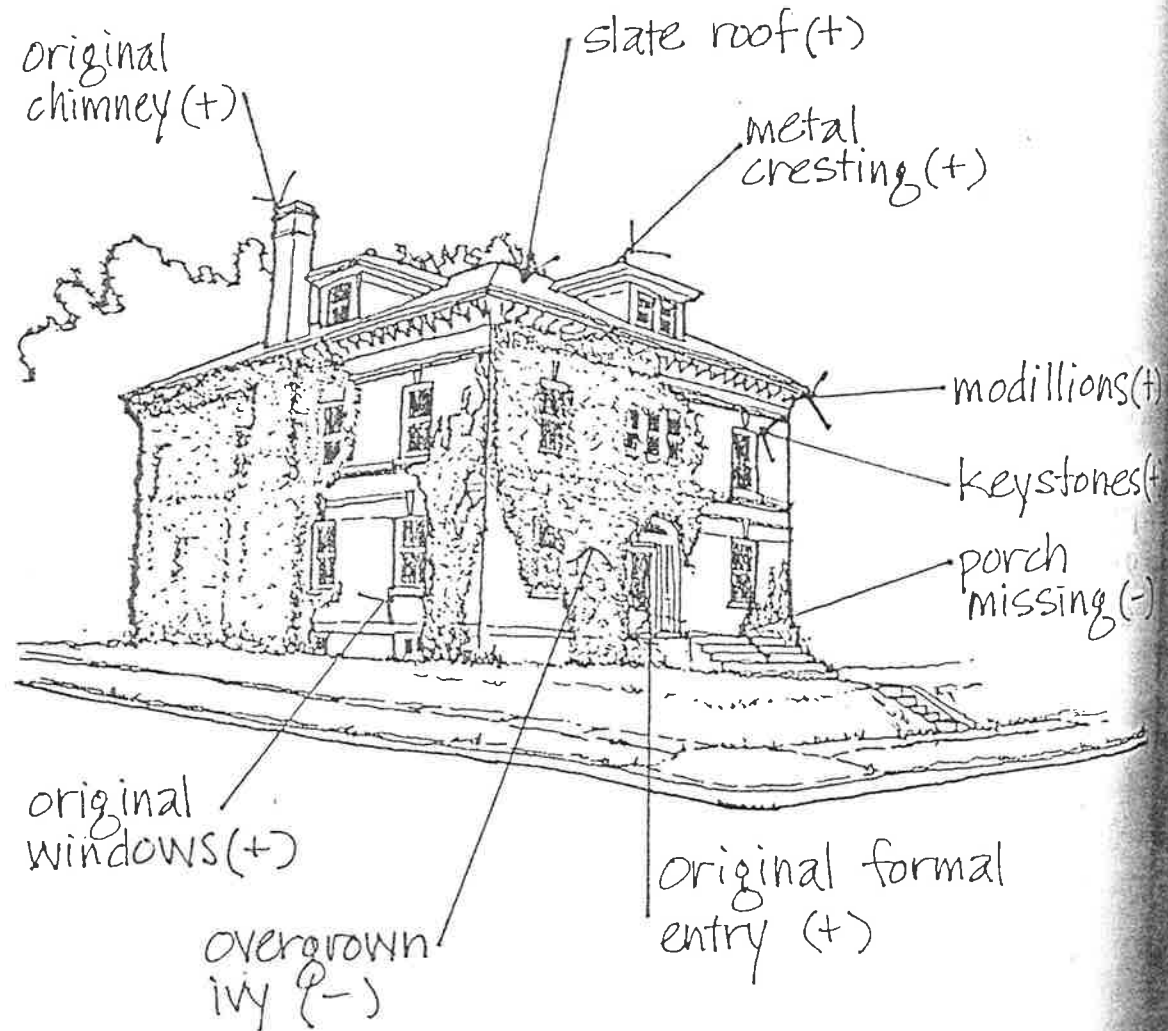 slate roof (+)
original
chimney (+)
metal
cresting (+)
modillions (+)
keystones (+
porch
missing (-)
original
windows (+)
original formal
entry (+)
overgrown
ivy (-)